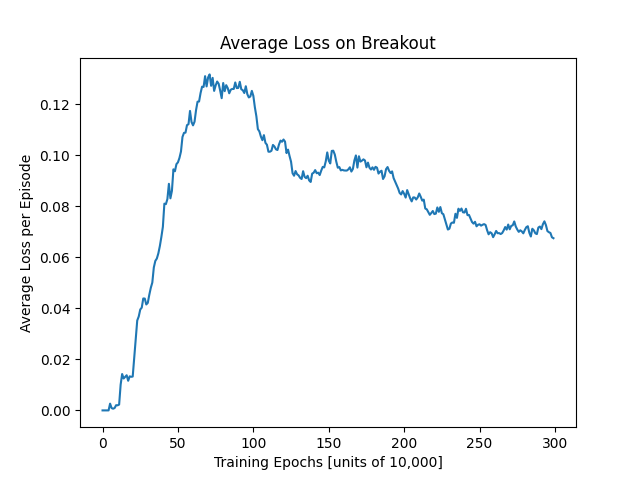 Average Loss on Breakout
Average Loss per Episode
0.12
0.10
0.08
0.06
0.04
0.02
0.00
0 50 100 150 200 250 300
Training Epochs [units of 10,000]